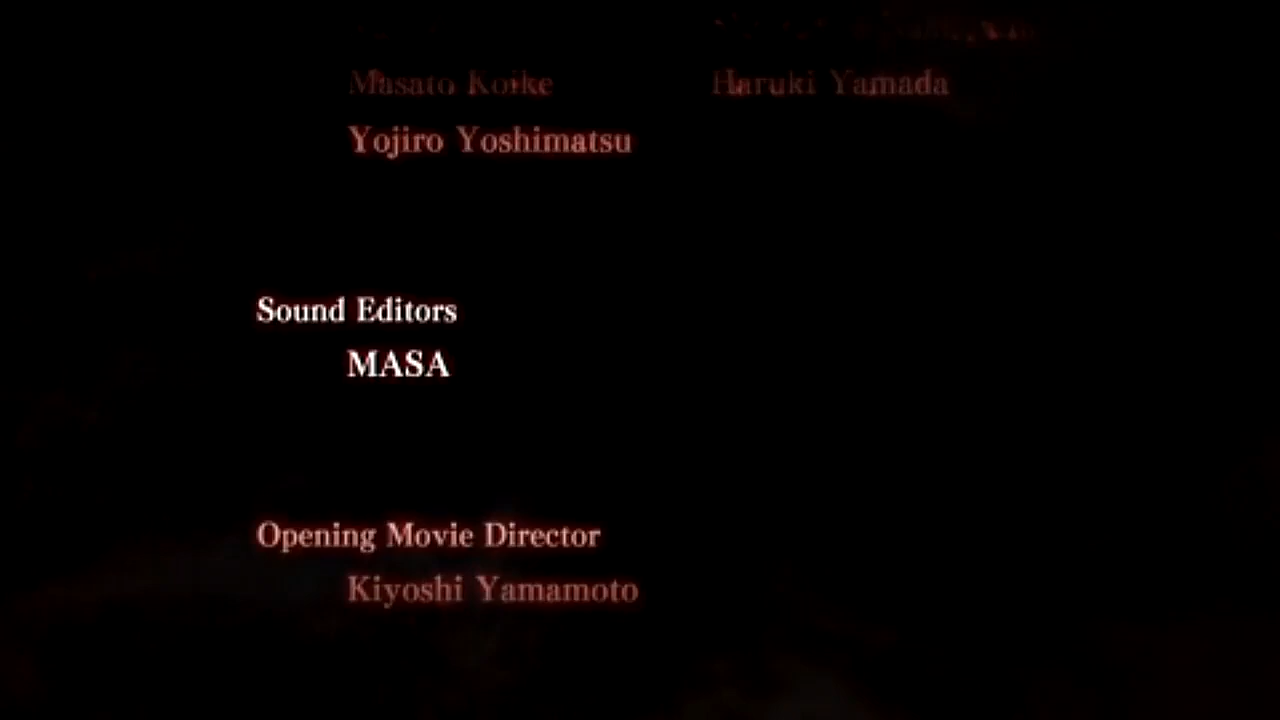 Masato Koike Haruki Yamada
Yojiro Yoshimatsu
Sound Editors
MASA
Opening Movie Director
Kiyoshi Yamamoto